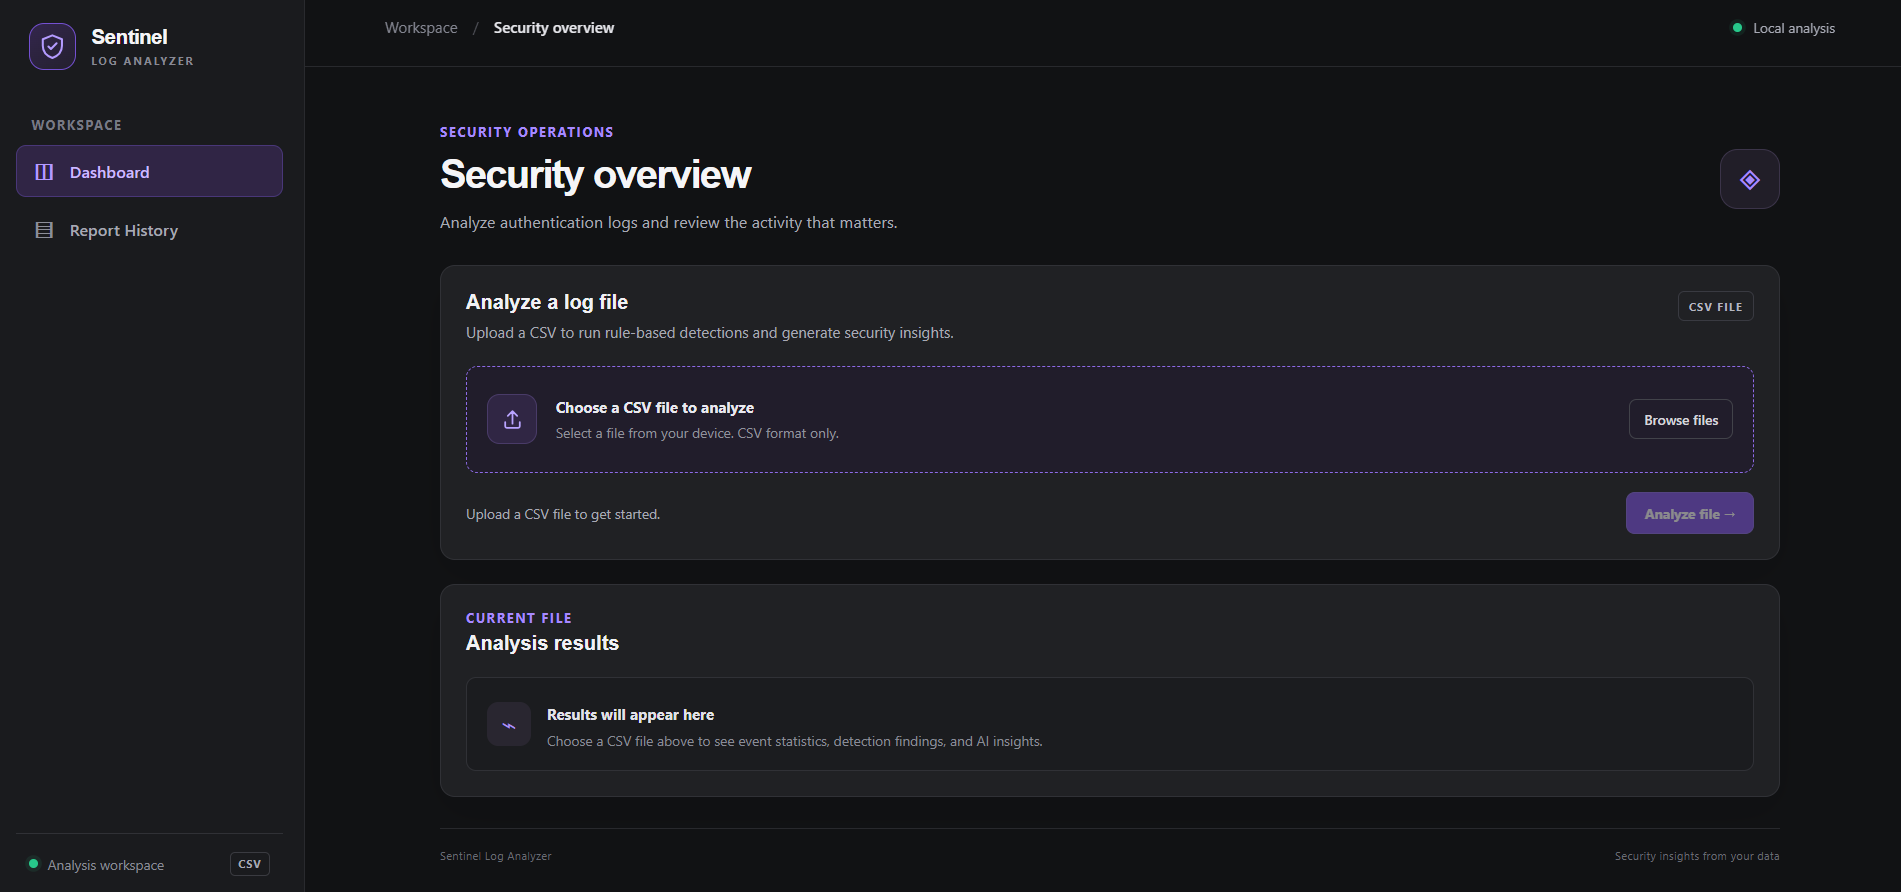 Sentinel
LOG ANALYZER
WORKSPACE
Dashboard
Report History
Analysis workspace
CSV
Workspace / Security overview
Local analysis
SECURITY OPERATIONS
Security overview
Analyze authentication logs and review the activity that matters.
Analyze a log file
CSV FILE
Upload a CSV to run rule-based detections and generate security insights.
Choose a CSV file to analyze
Select a file from your device. CSV format only.
Browse files
Upload a CSV file to get started.
Analyze file →
CURRENT FILE
Analysis results
Results will appear here
Choose a CSV file above to see event statistics, detection findings, and AI insights.
Sentinel Log Analyzer
Security insights from your data